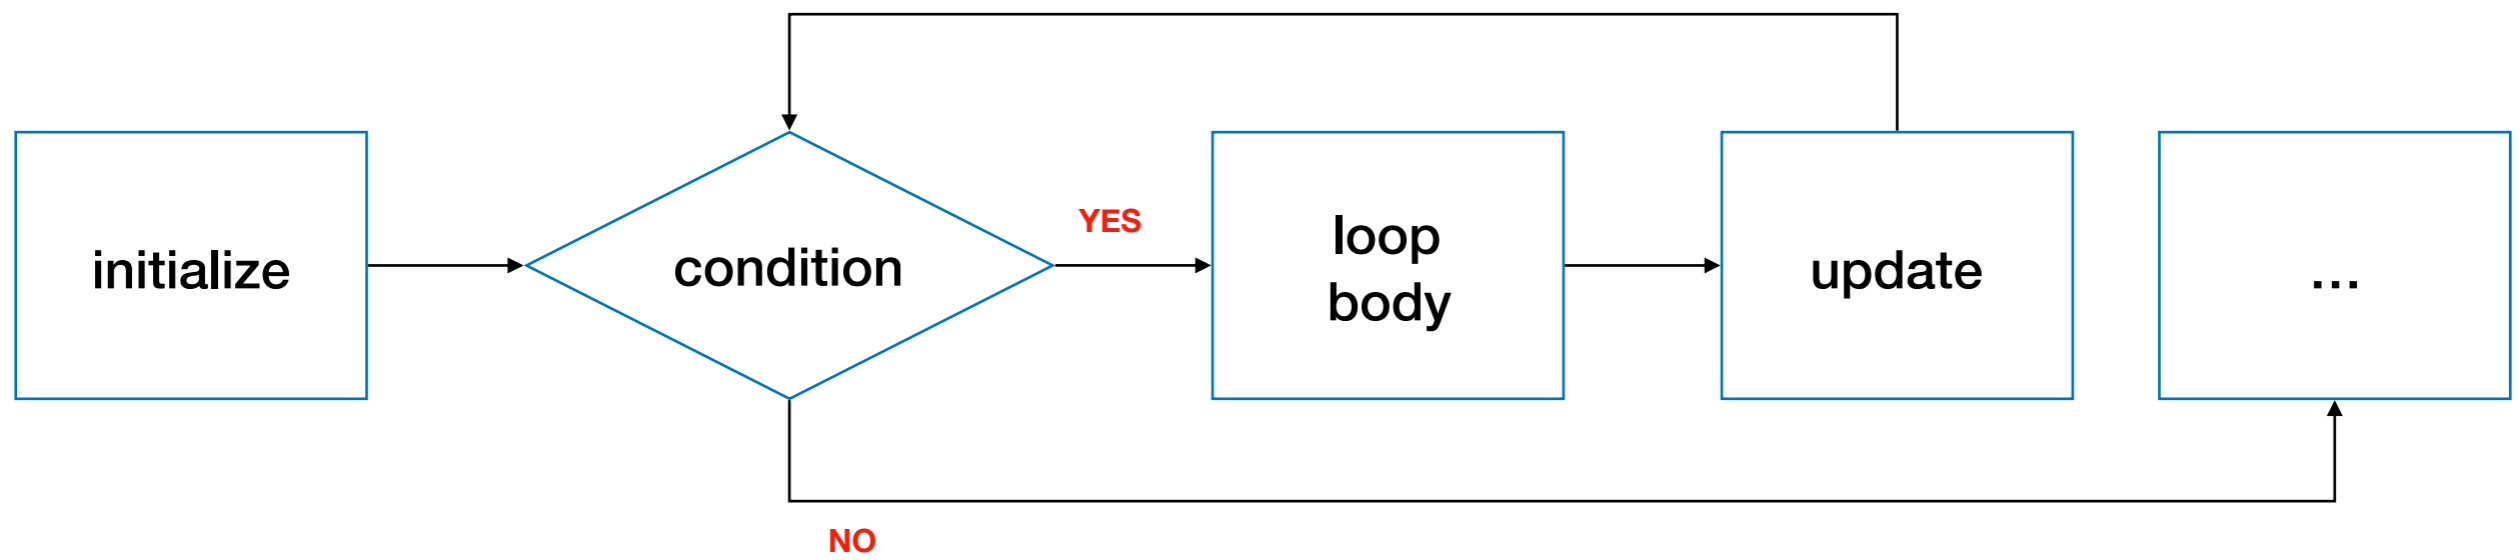 initialize
condition
YES
loop
body
update
...
NO